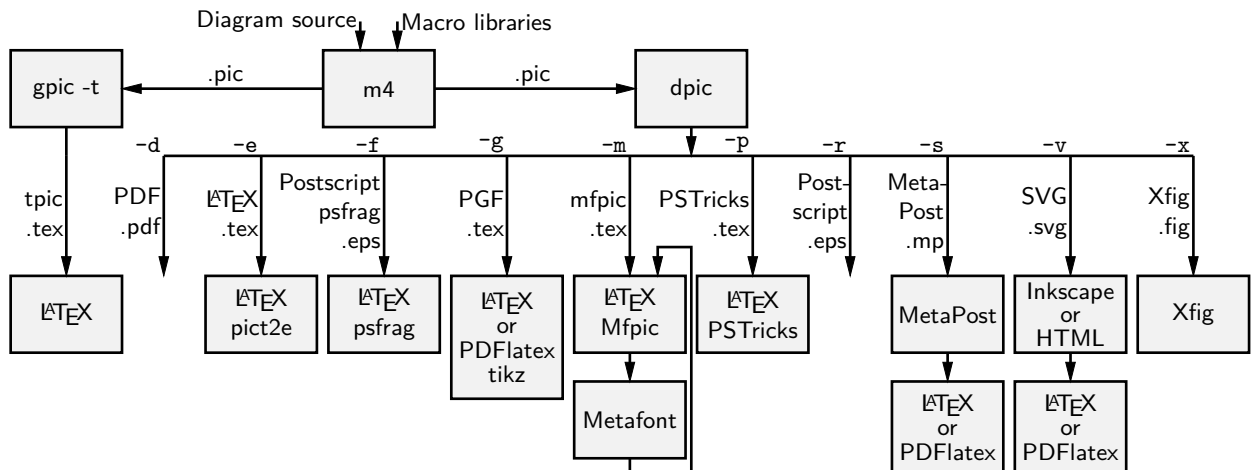 Diagram source
Macro libraries
gpic -t
.pic
m4
.pic
dpic
-d
-e
-f
-g
-m
-p
-r
-s
-v
-x
tpic
.tex
PDF
.pdf
LATEX
.tex
Postscript
psfrag
.eps
PGF
.tex
mfpic
.tex
PSTricks
.tex
Post-
script
.eps
Meta-
Post
.mp
SVG
.svg
Xfig
.fig
LATEX
LATEX
pict2e
LATEX
psfrag
LATEX
or
PDFlatex
tikz
LATEX
Mfpic
LATEX
PSTricks
MetaPost
Inkscape
or
HTML
Xfig
Metafont
LATEX
or
PDFlatex
LATEX
or
PDFlatex